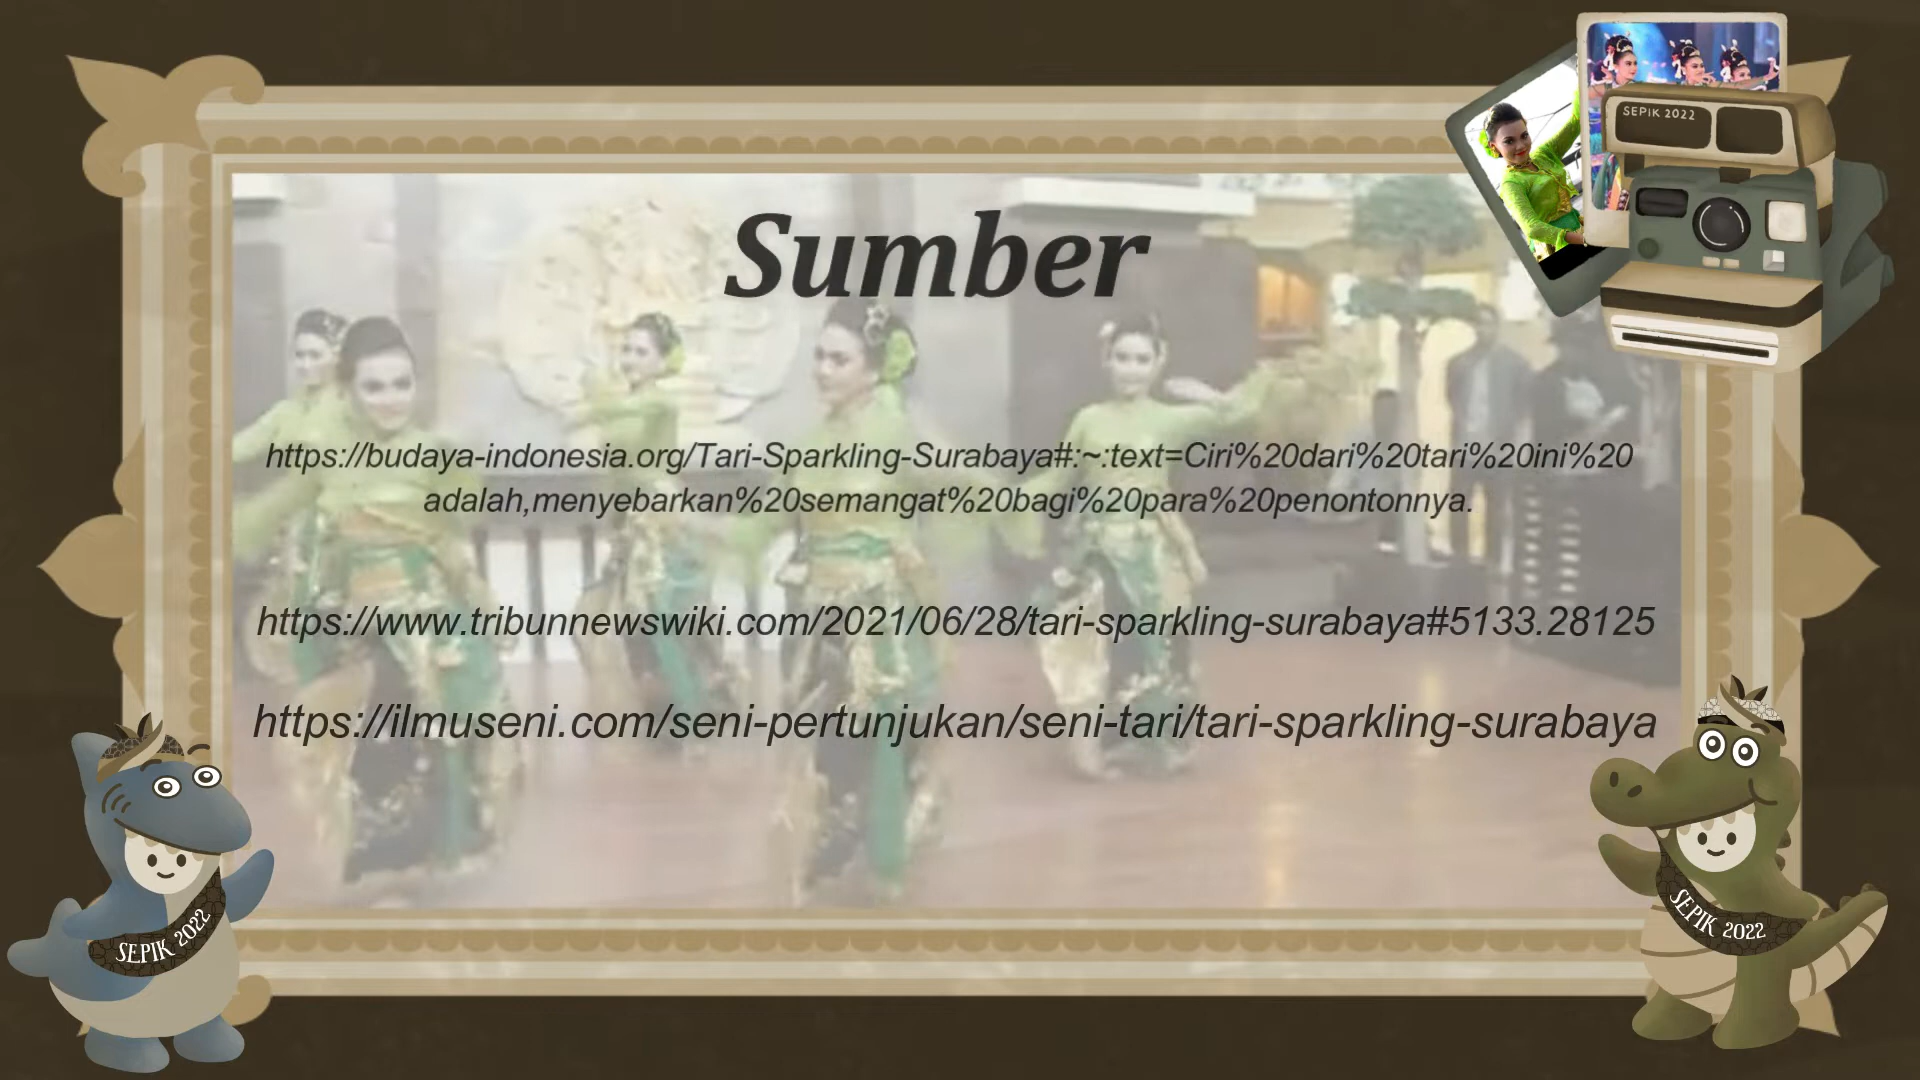 SEPIK 2022
Sumber
https://budaya-indonesia.org/Tari-Sparkling-Surabaya#:~:text=Ciri%20dari%20tari%20ini%20
adalah,menyebarkan%20semangat%20bagi%20para%20penontonnya.
https://www.tribunnewswiki.com/2021/06/28/tari-sparkling-surabaya#5133.28125
https://ilmuseni.com/seni-pertunjukan/seni-tari/tari-sparkling-surabaya
SEPIK 2022
SEPIK 2022